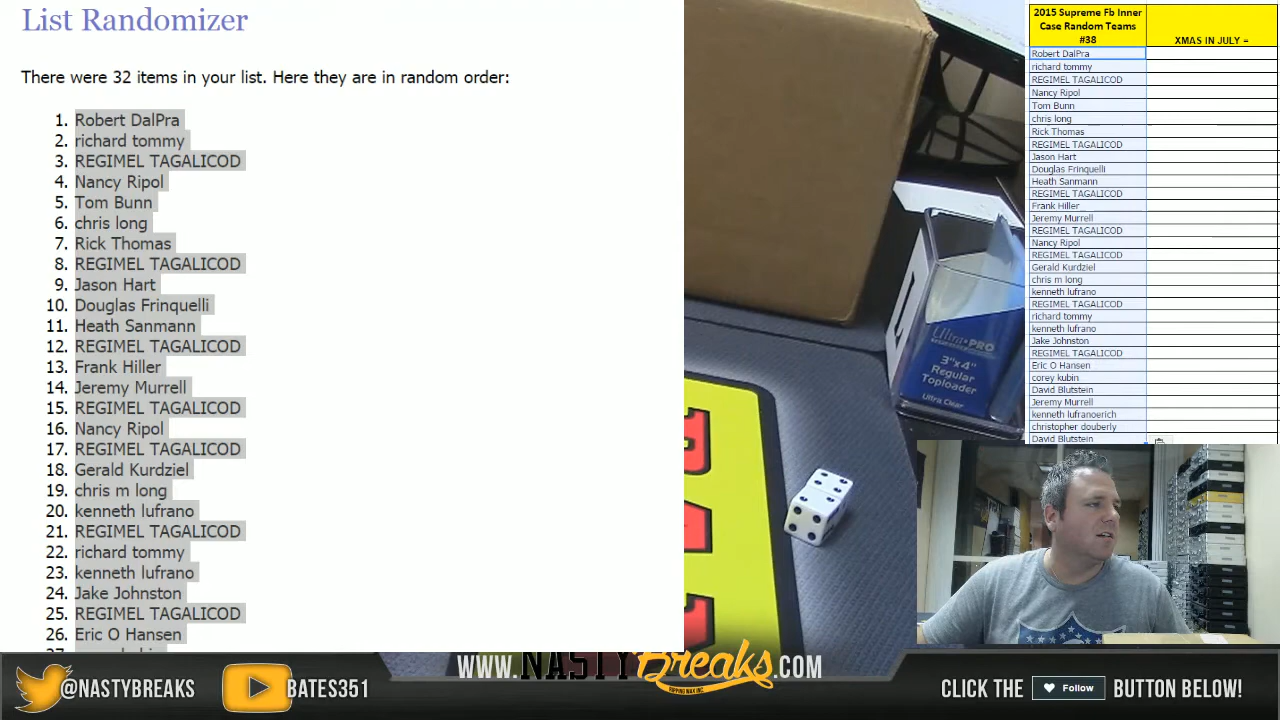 List Randomizer
There were 32 items in your list. Here they are in random order:
1. Robert DalPra
2. richard tommy
3. REGIMEL TAGALICOD
4. Nancy Ripol
5. Tom Bunn
6. chris long
7. Rick Thomas
8. REGIMEL TAGALICOD
9. Jason Hart
10. Douglas Frinquelli
11. Heath Sanmann
12. REGIMEL TAGALICOD
13. Frank Hiller
14. Jeremy Murrell
15. REGIMEL TAGALICOD
16. Nancy Ripol
17. REGIMEL TAGALICOD
18. Gerald Kurdziel
19. chris m long
20. kenneth lufrano
21. REGIMEL TAGALICOD
22. richard tommy
23. kenneth lufrano
24. Jake Johnston
25. REGIMEL TAGALICOD
26. Eric O Hansen
Ultra·PRO
3"x4"
Regular
Toploader
Ultra Clear
2015 Supreme Fb Inner
Case Random Teams
#38
XMAS IN JULY =
Robert DalPra
richard tommy
REGIMEL TAGALICOD
Nancy Ripol
Tom Bunn
chris long
Rick Thomas
REGIMEL TAGALICOD
Jason Hart
Douglas Frinquelli
Heath Sanmann
REGIMEL TAGALICOD
Frank Hiller
Jeremy Murrell
REGIMEL TAGALICOD
Nancy Ripol
REGIMEL TAGALICOD
Gerald Kurdziel
chris m long
kenneth lufrano
REGIMEL TAGALICOD
richard tommy
kenneth lufrano
Jake Johnston
REGIMEL TAGALICOD
Eric O Hansen
corey kubin
David Blutstein
Jeremy Murrell
kenneth lufranoerich
christopher douberly
David Blutstein
@NASTYBREAKS
BATES351
WWW.NASTYBreaks.COM
RIPPING WAX INC.
CLICK THE Follow BUTTON BELOW!